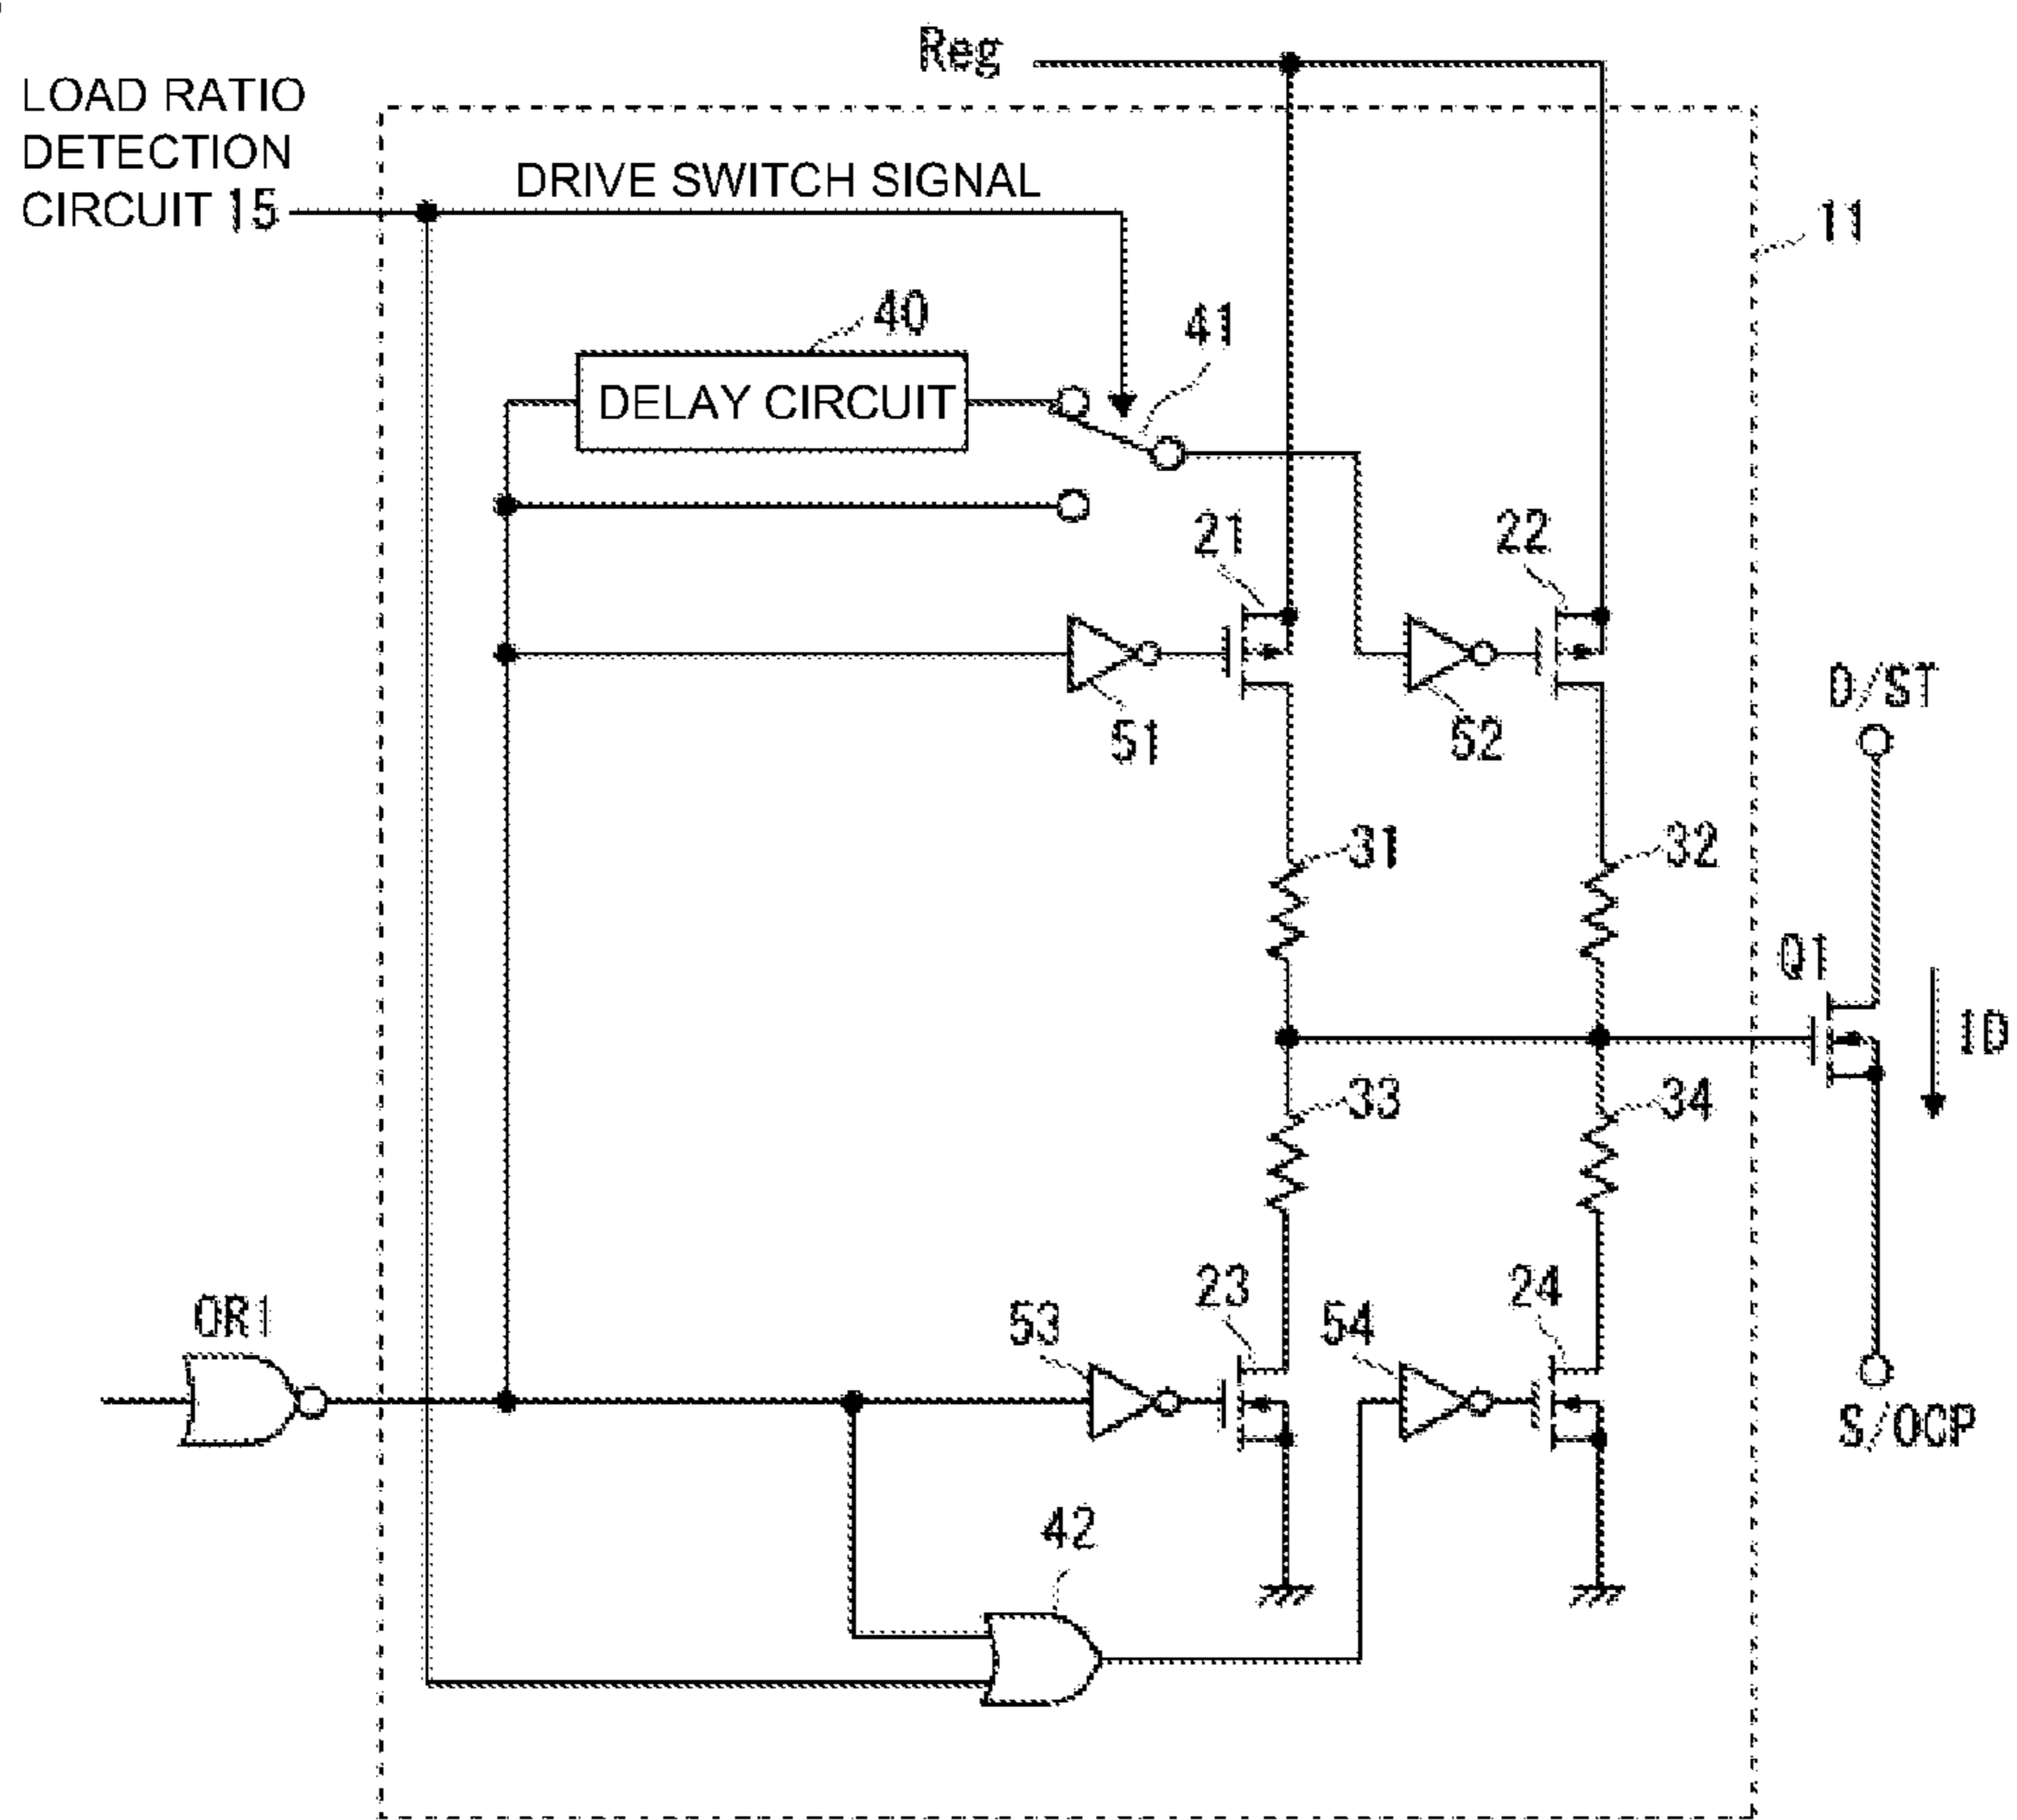 Reg
LOAD RATIO
DETECTION
CIRCUIT 15
DRIVE SWITCH SIGNAL
11
40
41
DELAY CIRCUIT
21
22
51
52
D/ST
31
32
Q1
ID
33
34
OR1
53
23
54
24
S/OCP
42